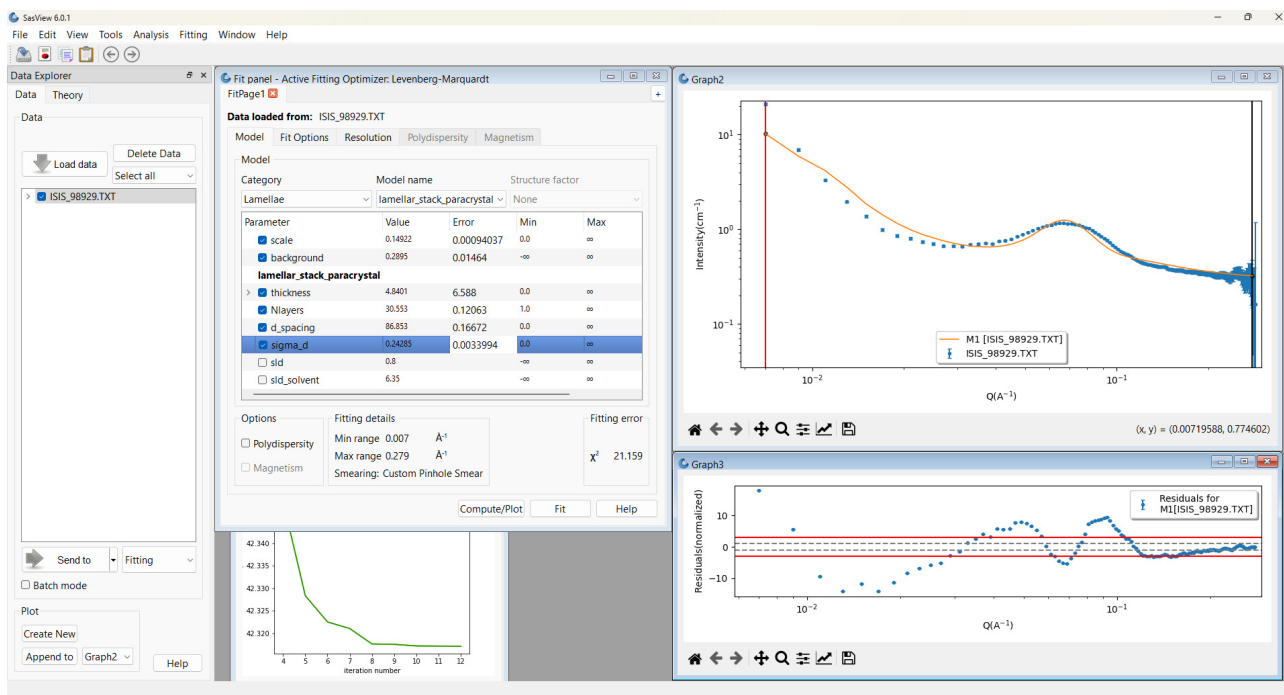 SasView 6.0.1
File Edit View Tools Analysis Fitting Window Help
Data Explorer
Data Theory
Data
Load data
Delete Data
Select all
ISIS_98929.TXT
Send to
Fitting
Batch mode
Plot
Create New
Append to Graph2
Help
Fit panel - Active Fitting Optimizer: Levenberg-Marquardt
FitPage1
+
Data loaded from: ISIS_98929.TXT
Model Fit Options Resolution Polydispersity Magnetism
Model
Category Model name Structure factor
Lamellae lamellar_stack_paracrystal None
Parameter Value Error Min Max
scale 0.14922 0.00094037 0.0 ∞
background 0.2895 0.01464 -∞ ∞
lamellar_stack_paracrystal
thickness 4.8401 6.588 0.0 ∞
Nlayers 30.553 0.12063 1.0 ∞
d_spacing 86.853 0.16672 0.0 ∞
sigma_d 0.24285 0.0033994 0.0 ∞
sld 0.8 -∞ ∞
sld_solvent 6.35 -∞ ∞
Options
Polydispersity
Magnetism
Fitting details
Min range 0.007 Å-1
Max range 0.279 Å-1
Smearing: Custom Pinhole Smear
Fitting error
χ² 21.159
Compute/Plot Fit Help
42.340
42.335
42.330
42.325
42.320
4 5 6 7 8 9 10 11 12
iteration number
Graph2
Intensity(cm⁻¹)
10¹
10⁰
10⁻¹
M1 [ISIS_98929.TXT]
ISIS_98929.TXT
10⁻² 10⁻¹
Q(A⁻¹)
(x, y) = (0.00719588, 0.774602)
Graph3
Residuals(normalized)
10
0
−10
Residuals for
M1[ISIS_98929.TXT]
10⁻² 10⁻¹
Q(A⁻¹)